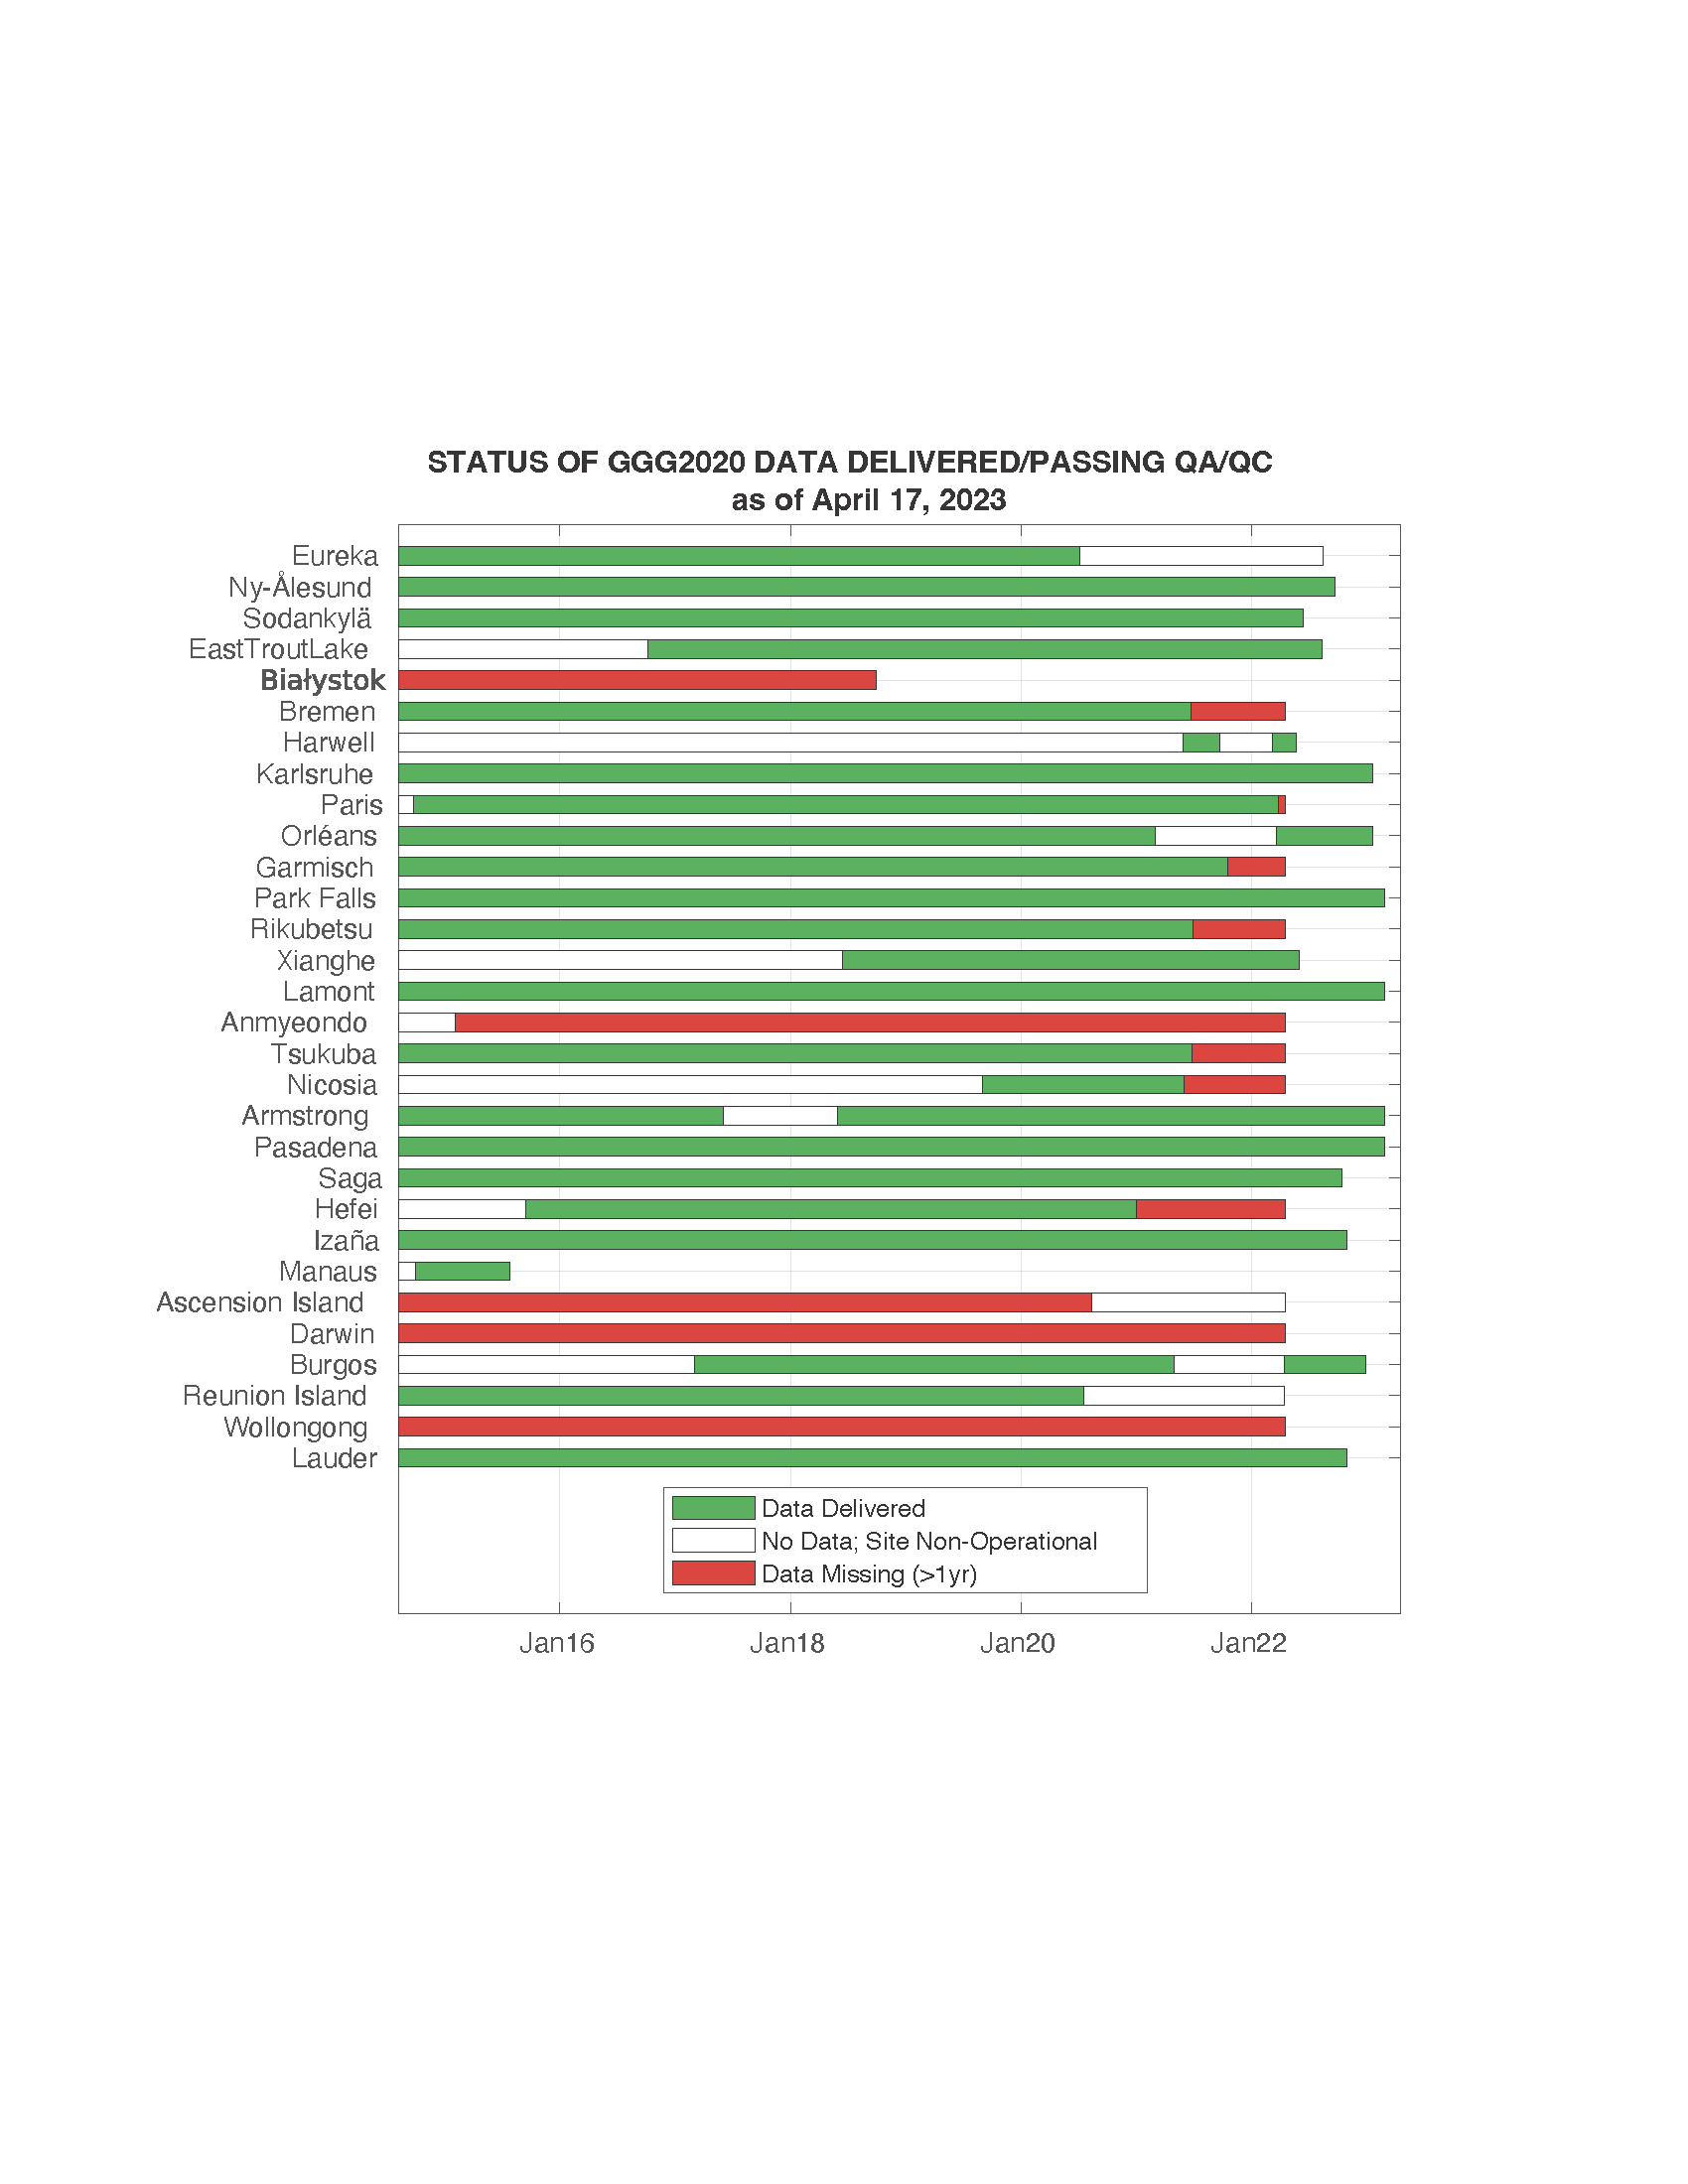 STATUS OF GGG2020 DATA DELIVERED/PASSING QA/QC
as of April 17, 2023
Eureka
Ny-Ålesund
Sodankylä
EastTroutLake
Białystok
Bremen
Harwell
Karlsruhe
Paris
Orléans
Garmisch
Park Falls
Rikubetsu
Xianghe
Lamont
Anmyeondo
Tsukuba
Nicosia
Armstrong
Pasadena
Saga
Hefei
Izaña
Manaus
Ascension Island
Darwin
Burgos
Reunion Island
Wollongong
Lauder
Data Delivered
No Data; Site Non-Operational
Data Missing (>1yr)
Jan16 Jan18 Jan20 Jan22